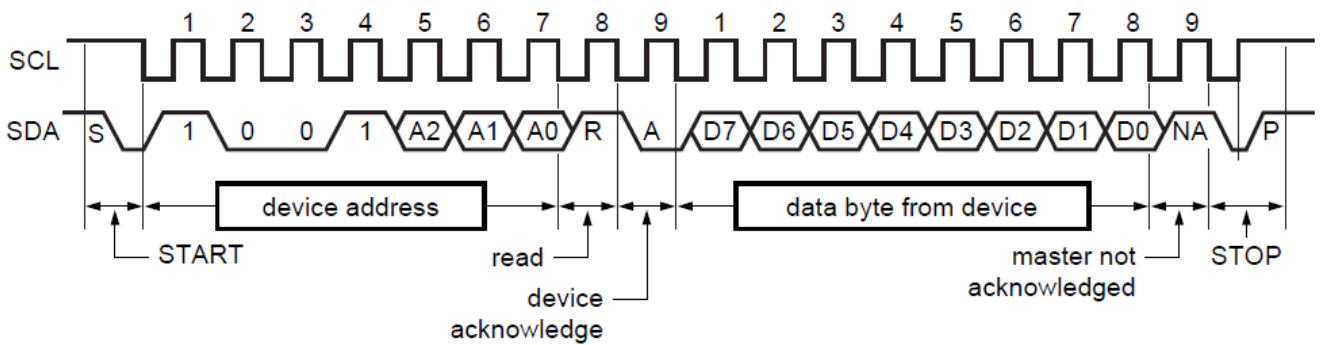 1 2 3 4 5 6 7 8 9 1 2 3 4 5 6 7 8 9
SCL
SDA S 1 0 0 1 A2 A1 A0 R A D7 D6 D5 D4 D3 D2 D1 D0 NA P
device address
data byte from device
START
read
device
acknowledge
master not
acknowledged
STOP